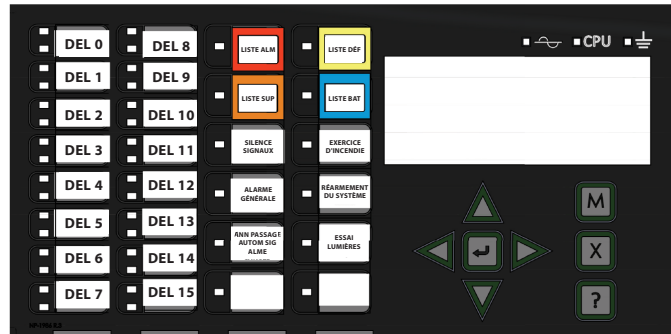 DEL 0
DEL 1
DEL 2
DEL 3
DEL 4
DEL 5
DEL 6
DEL 7
DEL 8
DEL 9
DEL 10
DEL 11
DEL 12
DEL 13
DEL 14
DEL 15
LISTE ALM
LISTE SUP
SILENCE
SIGNAUX
ALARME
GÉNÉRALE
ANN PASSAGE
AUTOM SIG
ALME
LISTE DÉF
LISTE BAT
EXERCICE
D'INCENDIE
RÉARMEMENT
DU SYSTÈME
ESSAI
LUMIÈRES
CPU
M
X
?